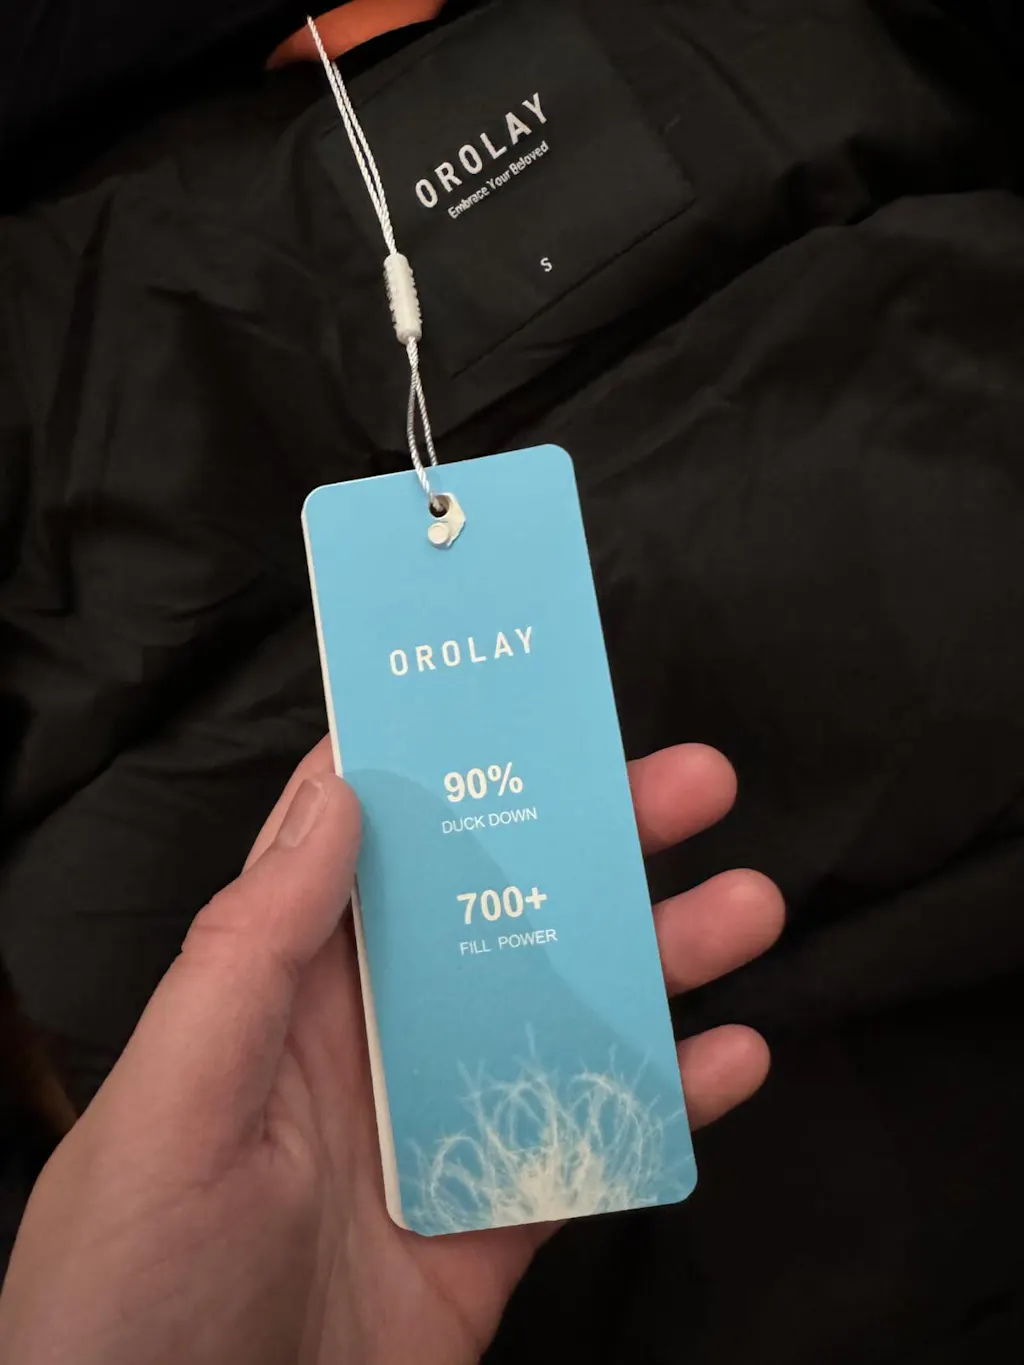 OROLAY
Embrace Your Beloved
S
OROLAY
90%
DUCK DOWN
700+
FILL POWER